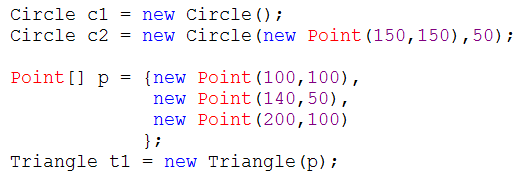 Circle c1 = new Circle();
Circle c2 = new Circle(new Point(150,150),50);
Point[] p = {new Point(100,100),
new Point(140,50),
new Point(200,100)
};
Triangle t1 = new Triangle(p);